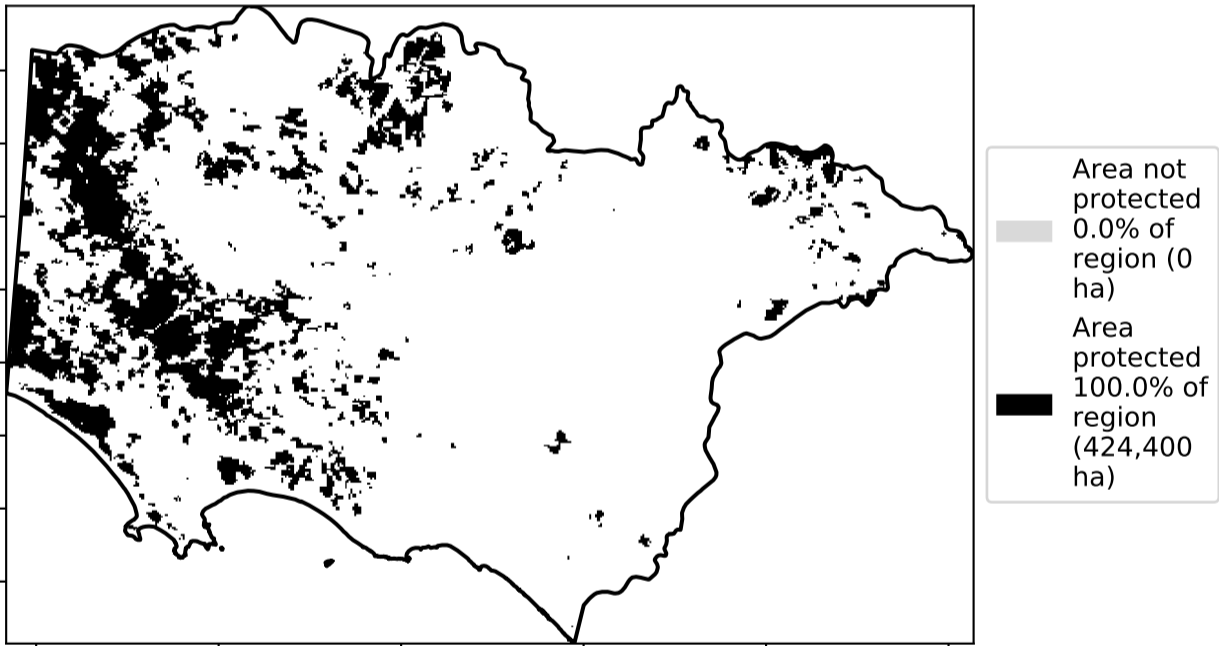 Area not
protected
0.0% of
region (0
ha)
Area
protected
100.0% of
region
(424,400
ha)